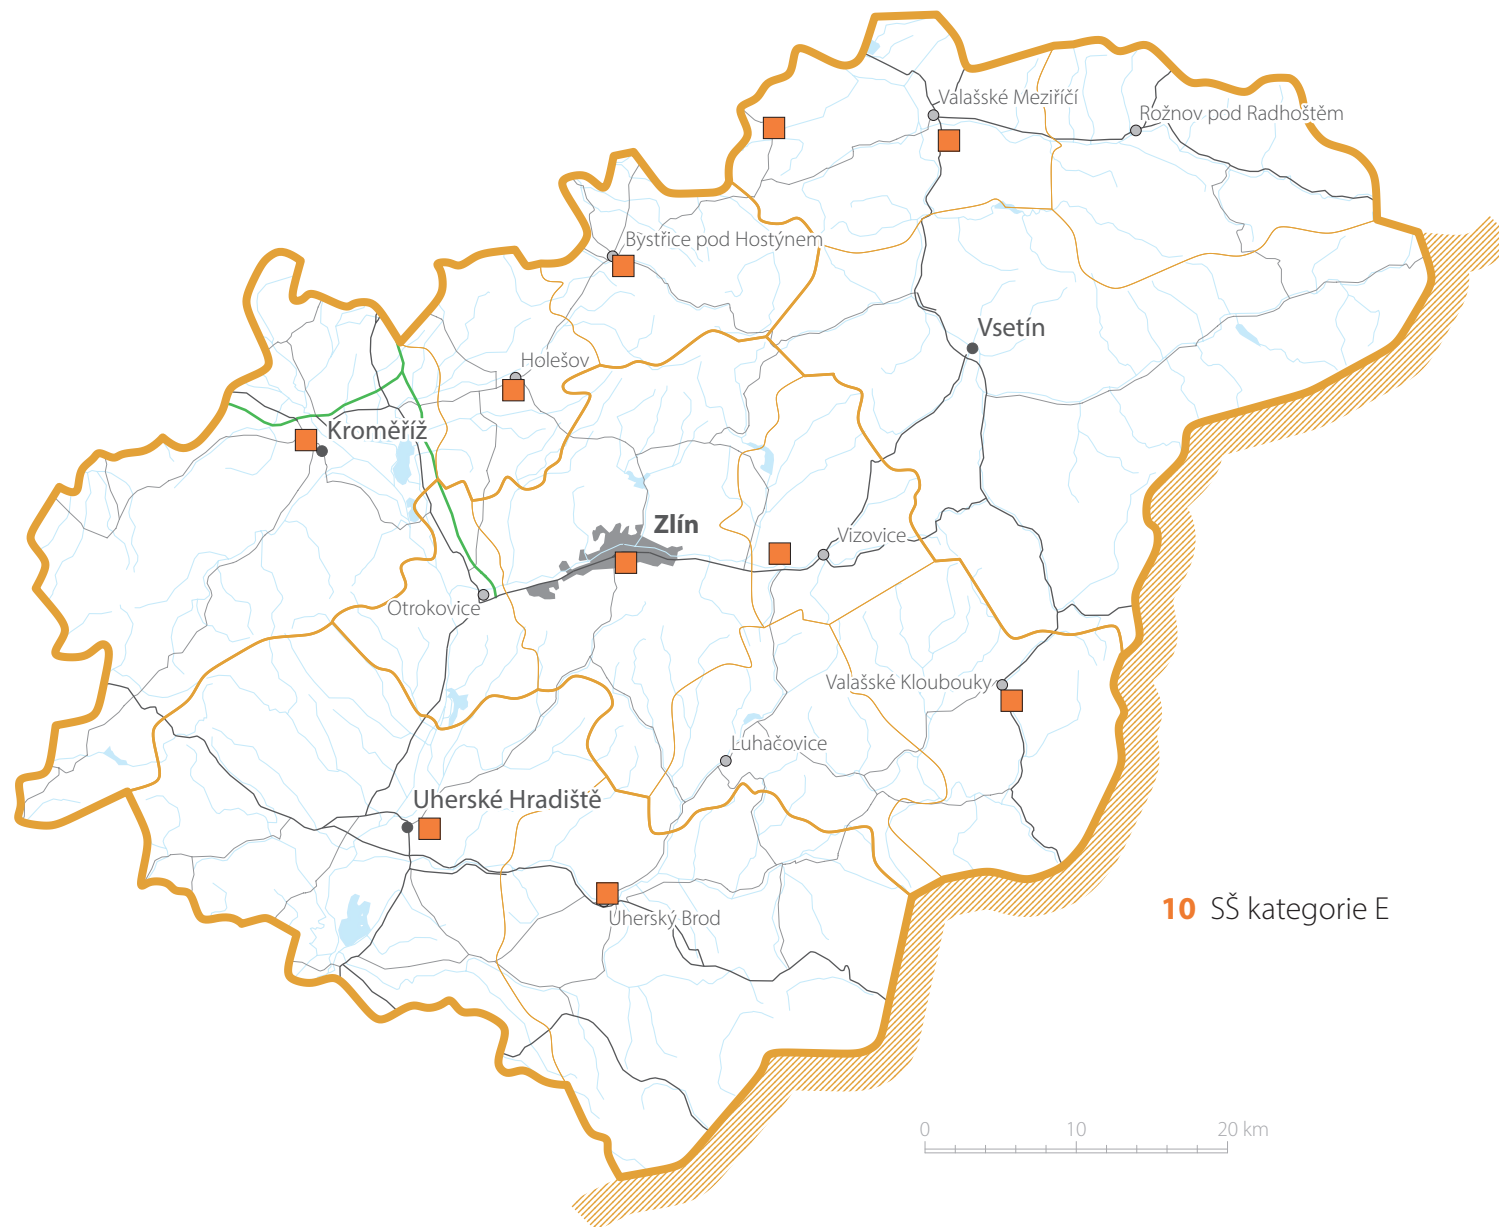 Valašské Meziříčí
Rožnov pod Radhoštěm
Bystřice pod Hostýnem
Vsetín
Holešov
Kroměříž
Zlín
Vizovice
Otrokovice
Valašské Kloubouky
Luhačovice
Uherské Hradiště
Uherský Brod
10 SŠ kategorie E
0 10 20 km